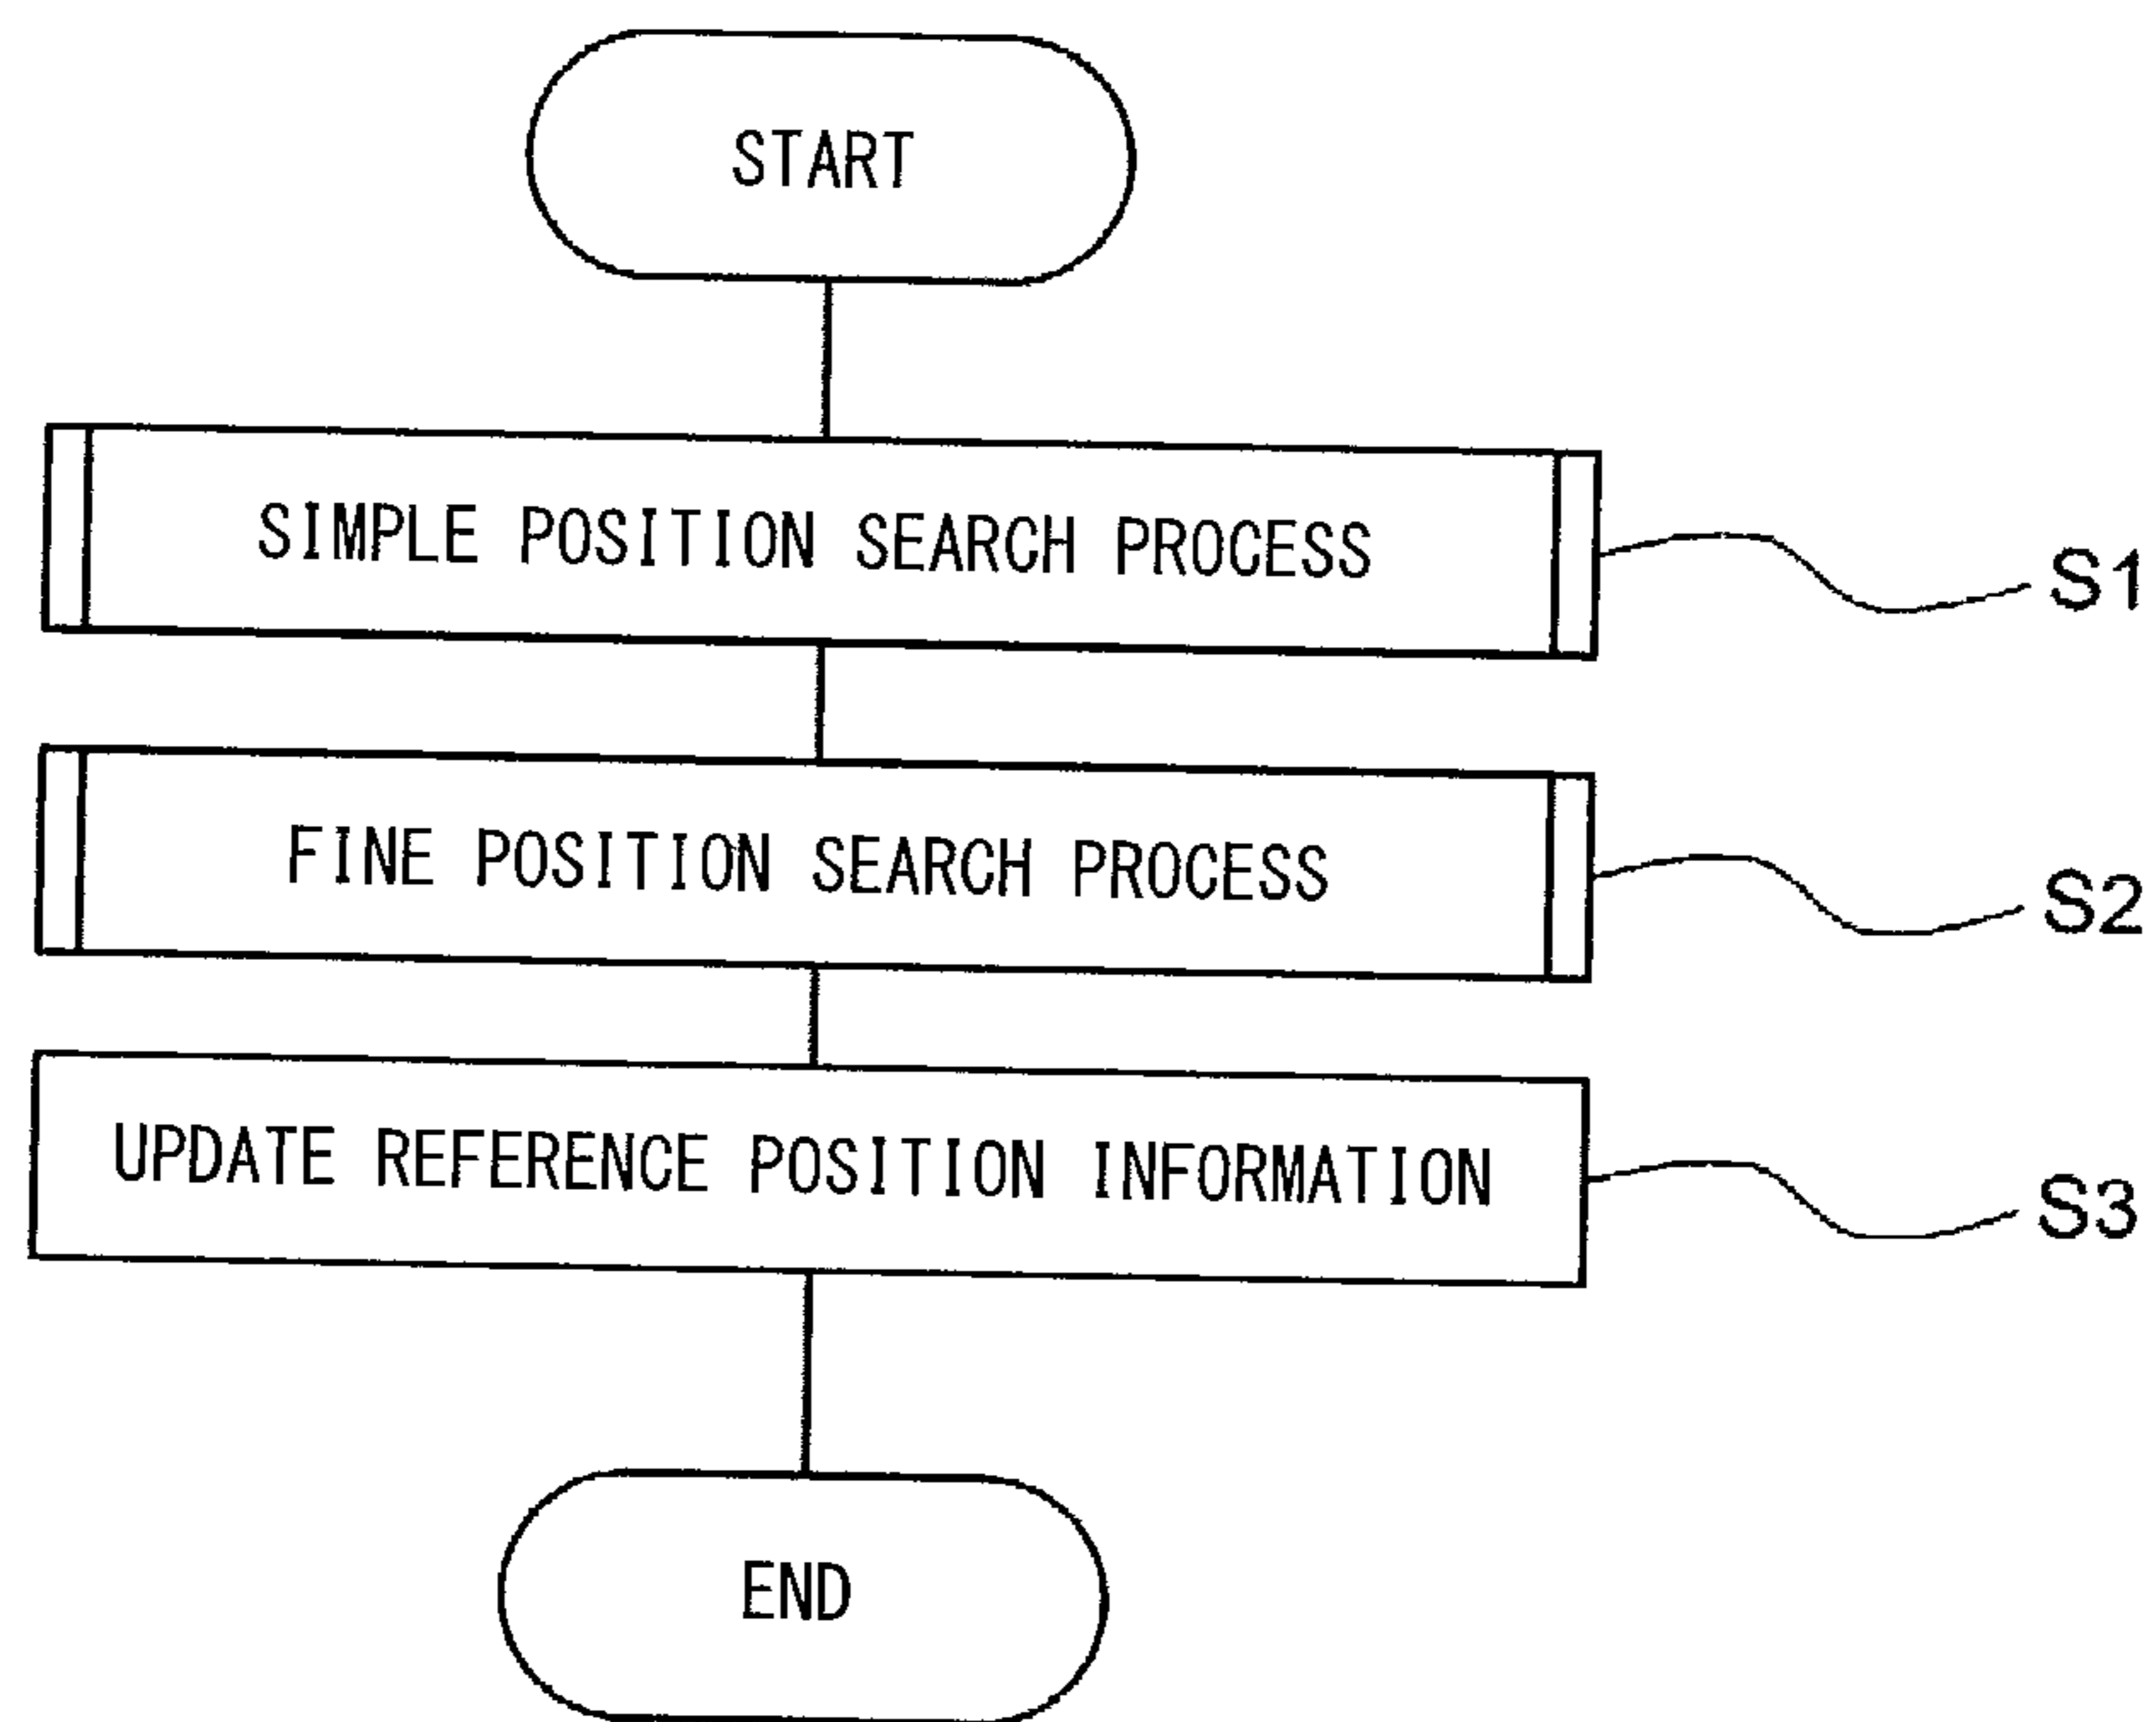 START
SIMPLE POSITION SEARCH PROCESS
S1
FINE POSITION SEARCH PROCESS
S2
UPDATE REFERENCE POSITION INFORMATION
S3
END